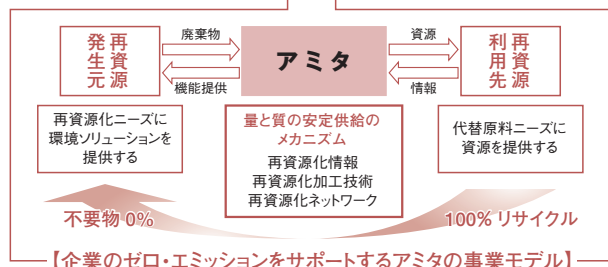 再資源
発生元
廃棄物
機能提供
アミタ
資源
情報
再資源
利用先
再資源化ニーズに
環境ソリューションを
提供する
量と質の安定供給の
メカニズム
再資源化情報
再資源化加工技術
再資源化ネットワーク
代替原料ニーズに
資源を提供する
不要物 0%
100% リサイクル
【企業のゼロ・エミッションをサポートするアミタの事業モデル】